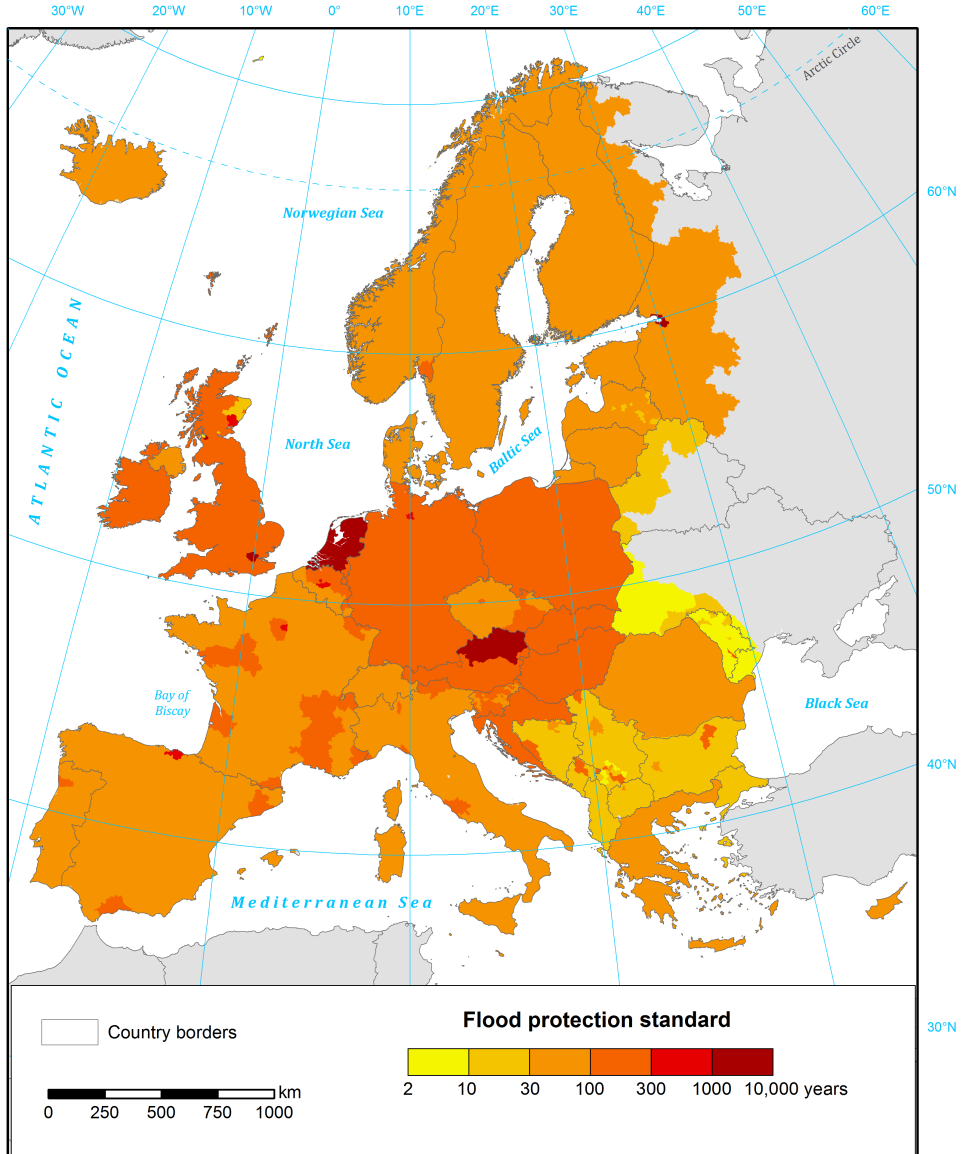 30°W 20°W 10°W 0° 10°E 20°E 30°E 40°E 50°E 60°E
Arctic Circle
60°N
Norwegian Sea
ATLANTIC OCEAN
North Sea
Baltic Sea
50°N
Bay of
Biscay
Black Sea
40°N
Mediterranean Sea
Flood protection standard
Country borders
30°N
2 10 30 100 300 1000 10,000 years
km
0 250 500 750 1000